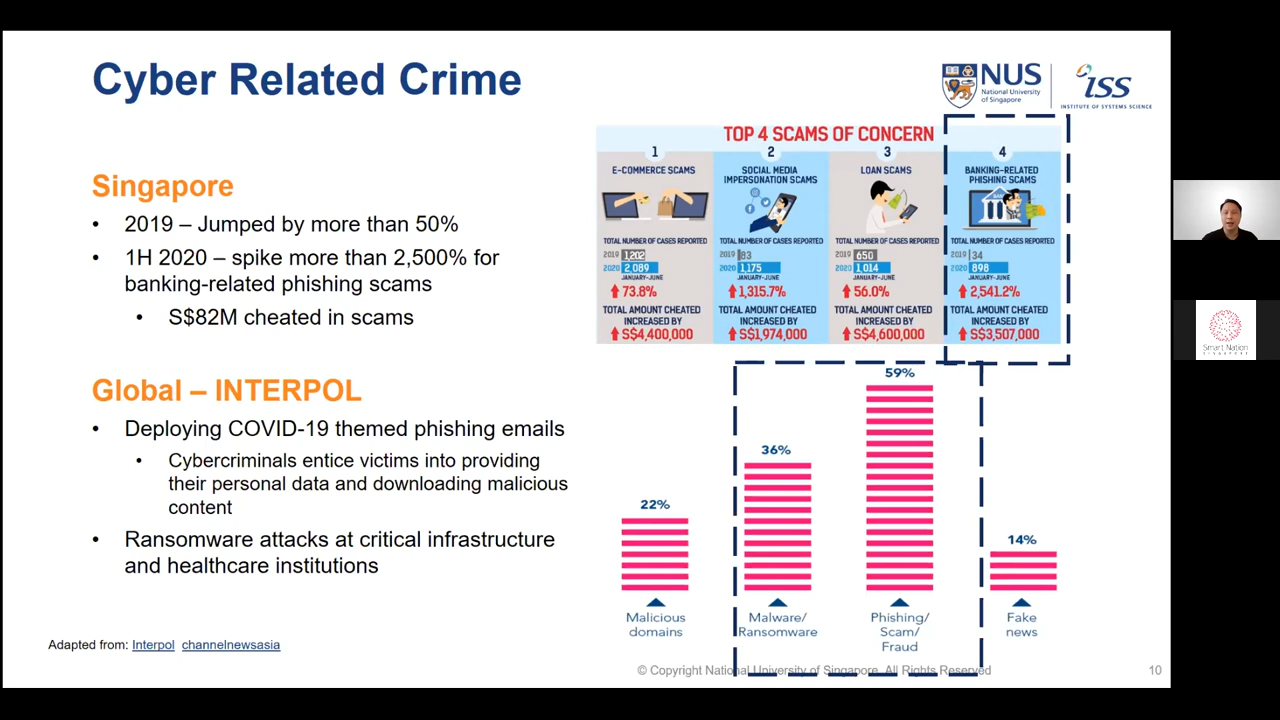 Cyber Related Crime
NUS
National University
of Singapore
iSS
INSTITUTE OF SYSTEMS SCIENCE
Singapore
• 2019 – Jumped by more than 50%
• 1H 2020 – spike more than 2,500% for
banking-related phishing scams
• S$82M cheated in scams
Global – INTERPOL
• Deploying COVID-19 themed phishing emails
• Cybercriminals entice victims into providing
their personal data and downloading malicious
content
• Ransomware attacks at critical infrastructure
and healthcare institutions
Adapted from: Interpol channelnewsasia
TOP 4 SCAMS OF CONCERN
1
E-COMMERCE SCAMS
TOTAL NUMBER OF CASES REPORTED
2019 1202
2020 2,089
JANUARY-JUNE
73.8%
TOTAL AMOUNT CHEATED
INCREASED BY
S$4,400,000
2
SOCIAL MEDIA
IMPERSONATION SCAMS
TOTAL NUMBER OF CASES REPORTED
2019 83
2020 1,175
JANUARY-JUNE
1,315.7%
TOTAL AMOUNT CHEATED
INCREASED BY
S$1,974,000
3
LOAN SCAMS
TOTAL NUMBER OF CASES REPORTED
2019 650
2020 1,014
JANUARY-JUNE
56.0%
TOTAL AMOUNT CHEATED
INCREASED BY
S$4,600,000
4
BANKING-RELATED
PHISHING SCAMS
BANK
TOTAL NUMBER OF CASES REPORTED
2019 34
2020 898
JANUARY-JUNE
2,541.2%
TOTAL AMOUNT CHEATED
INCREASED BY
S$3,507,000
22%
Malicious
domains
36%
Malware/
Ransomware
59%
Phishing/
Scam/
Fraud
14%
Fake
news
© Copyright National University of Singapore. All Rights Reserved
10
Smart Nation
SINGAPORE